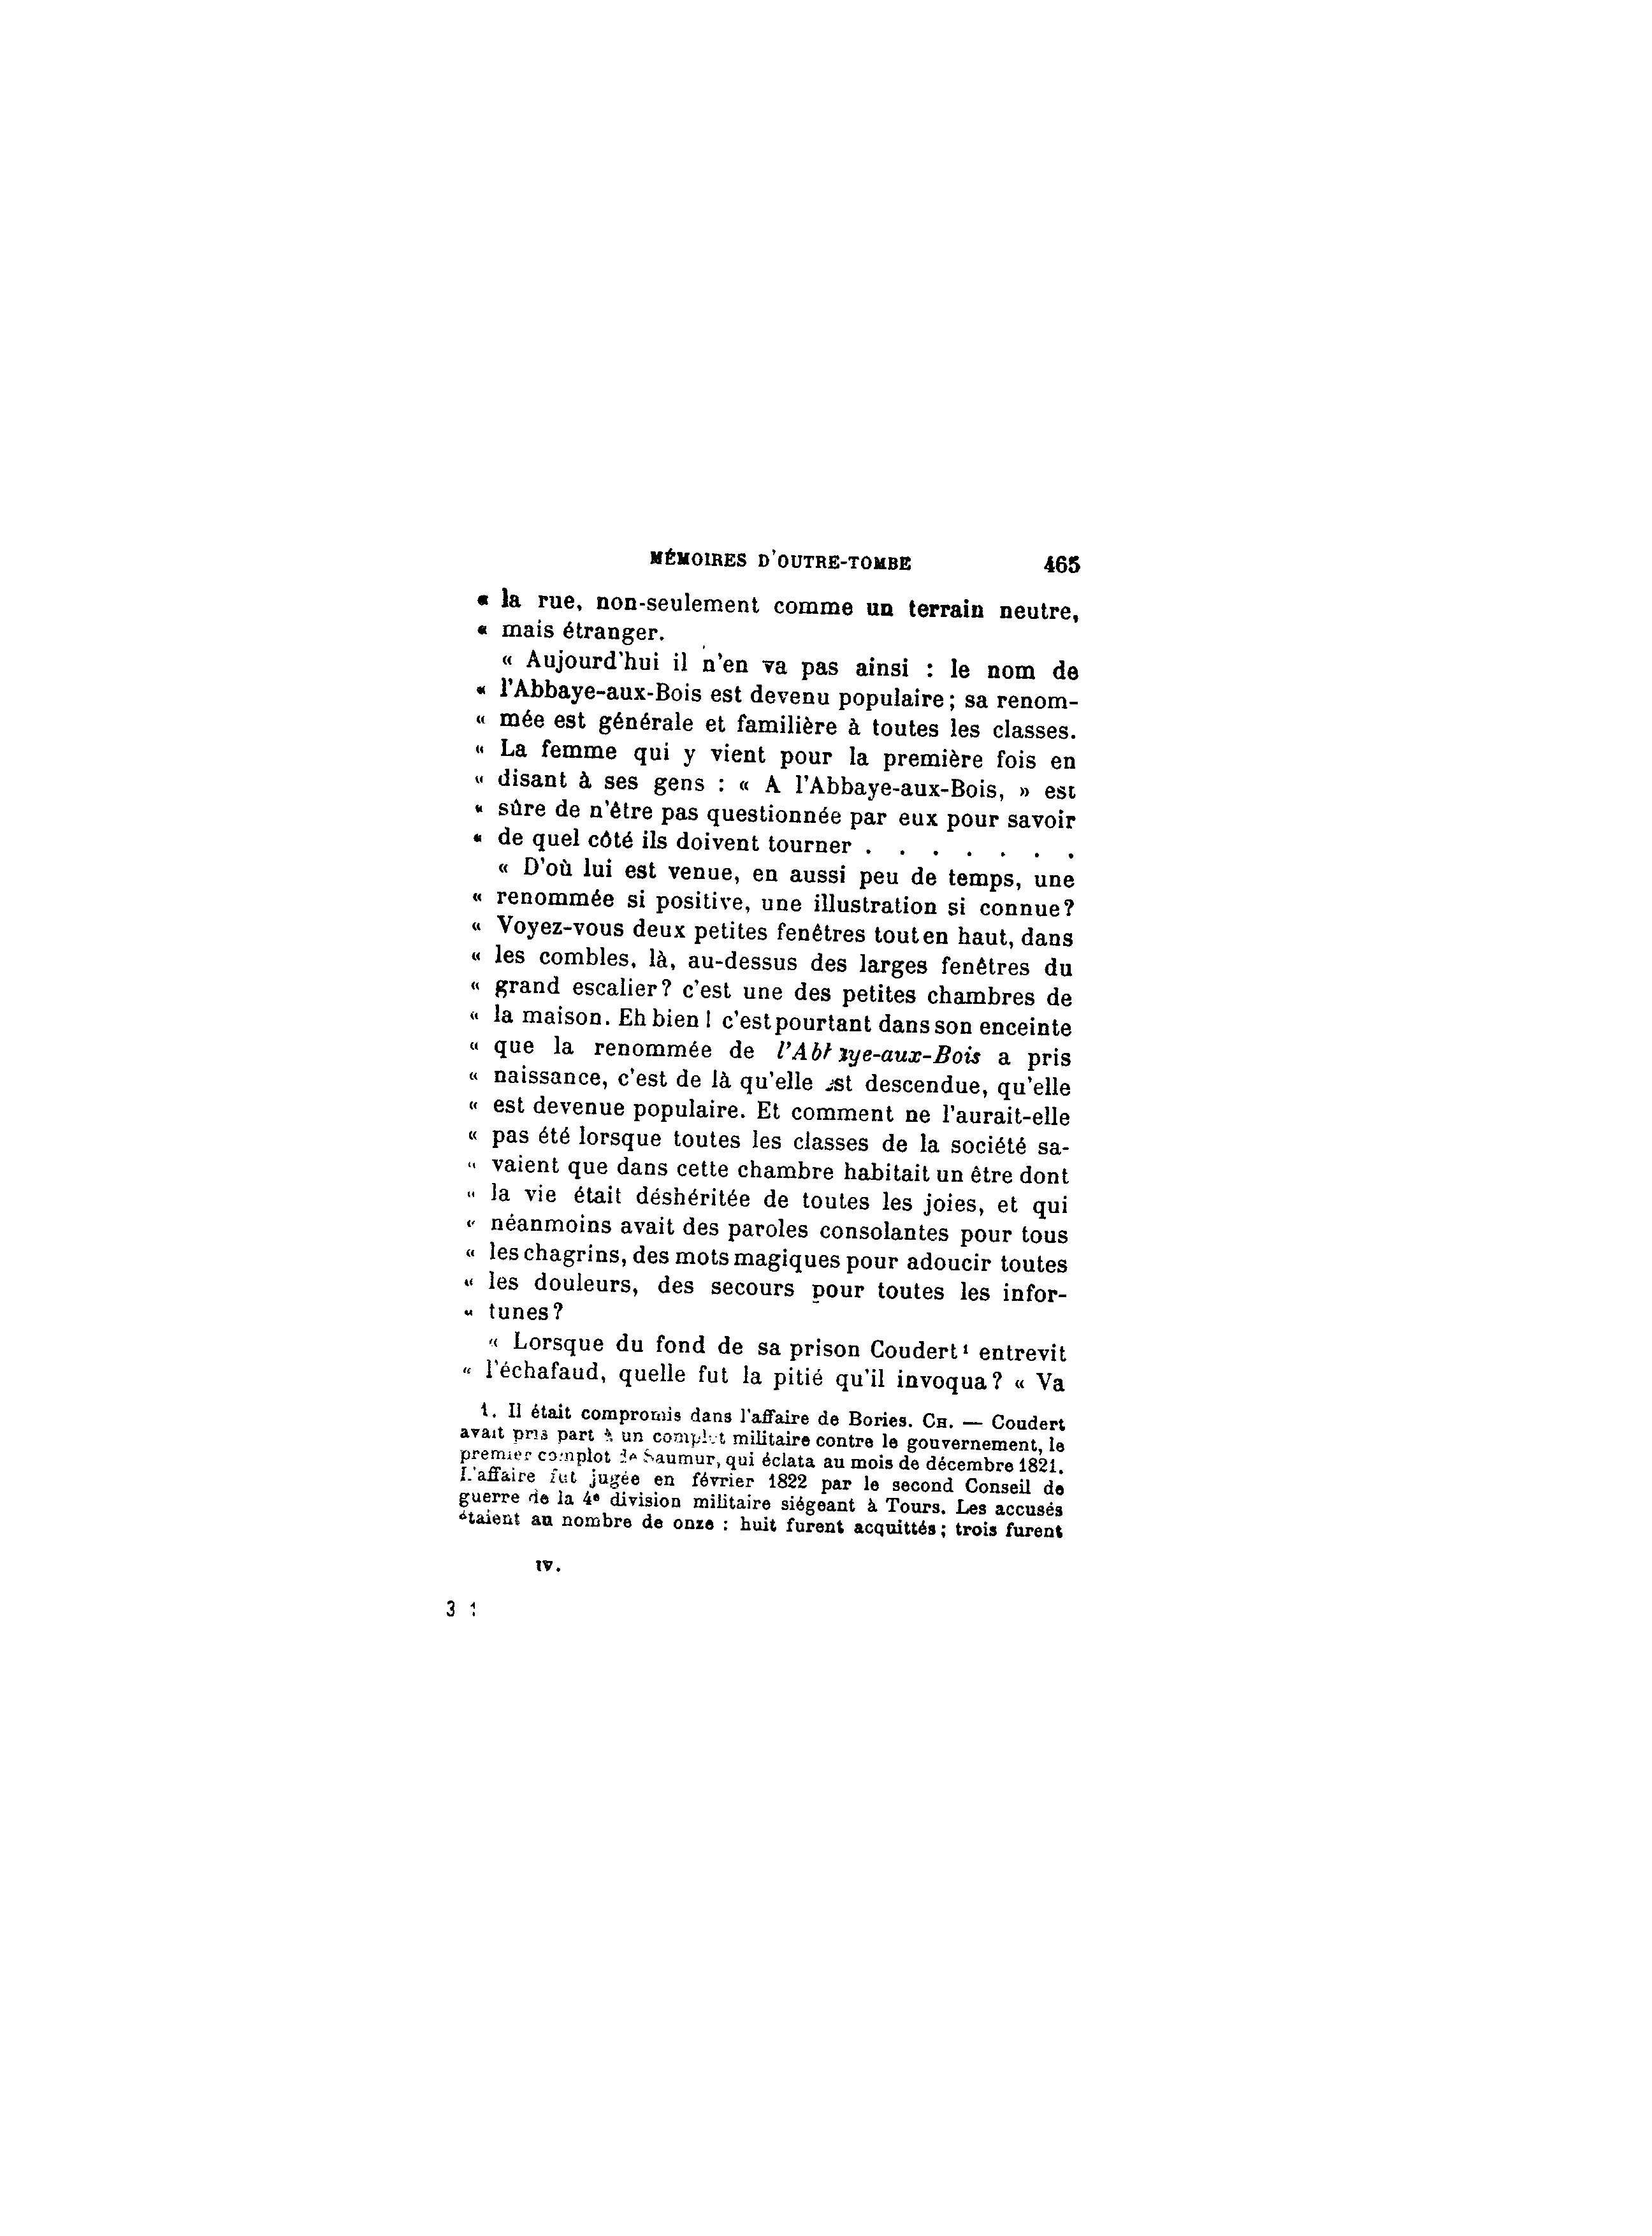 MÉMOIRES D'OUTRE-TOMBE 465
« la rue, non-seulement comme un terrain neutre,
« mais étranger.
« Aujourd'hui il n'en va pas ainsi : le nom de
« l'Abbaye-aux-Bois est devenu populaire; sa renom-
« mée est générale et familière à toutes les classes.
« La femme qui y vient pour la première fois en
« disant à ses gens : « A l'Abbaye-aux-Bois, » est
« sûre de n'être pas questionnée par eux pour savoir
« de quel côté ils doivent tourner . . . . . . .
« D'où lui est venue, en aussi peu de temps, une
« renommée si positive, une illustration si connue?
« Voyez-vous deux petites fenêtres tout en haut, dans
« les combles, là, au-dessus des larges fenêtres du
« grand escalier? c'est une des petites chambres de
« la maison. Eh bien! c'est pourtant dans son enceinte
« que la renommée de l'Abbaye-aux-Bois a pris
« naissance, c'est de là qu'elle est descendue, qu'elle
« est devenue populaire. Et comment ne l'aurait-elle
« pas été lorsque toutes les classes de la société sa-
« vaient que dans cette chambre habitait un être dont
« la vie était déshéritée de toutes les joies, et qui
« néanmoins avait des paroles consolantes pour tous
« les chagrins, des mots magiques pour adoucir toutes
« les douleurs, des secours pour toutes les infor-
« tunes?
« Lorsque du fond de sa prison Coudert¹ entrevit
« l'échafaud, quelle fut la pitié qu'il invoqua? « Va
1. Il était compromis dans l'affaire de Bories. CH. — Coudert
avait pris part à un complot militaire contre le gouvernement, le
premier complot de Saumur, qui éclata au mois de décembre 1821.
L'affaire fut jugée en février 1822 par le second Conseil de
guerre de la 4e division militaire siégeant à Tours. Les accusés
étaient au nombre de onze : huit furent acquittés; trois furent
IV.
3 1